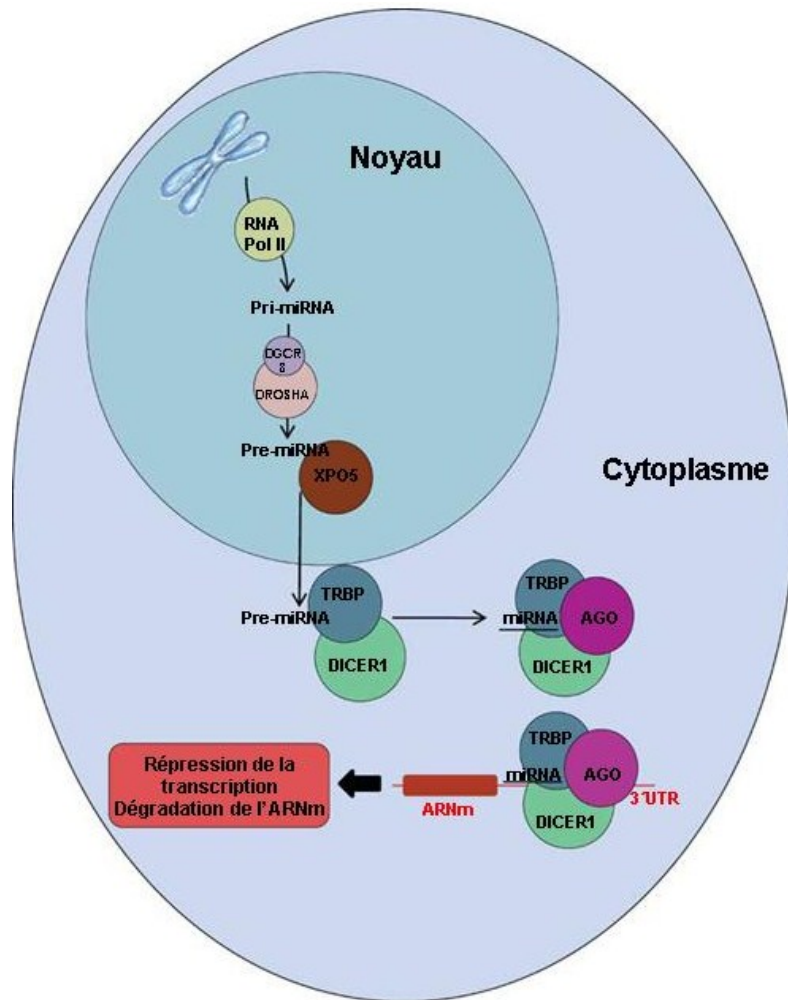 Noyau
RNA
Pol II
Pri-miRNA
DGCR
8
DROSHA
Pre-miRNA
XPO5
Cytoplasme
Pre-miRNA
TRBP
DICER1
TRBP
miRNA
AGO
DICER1
Répression de la
transcription
Dégradation de l'ARNm
ARNm
TRBP
miRNA
AGO
DICER1
3'UTR